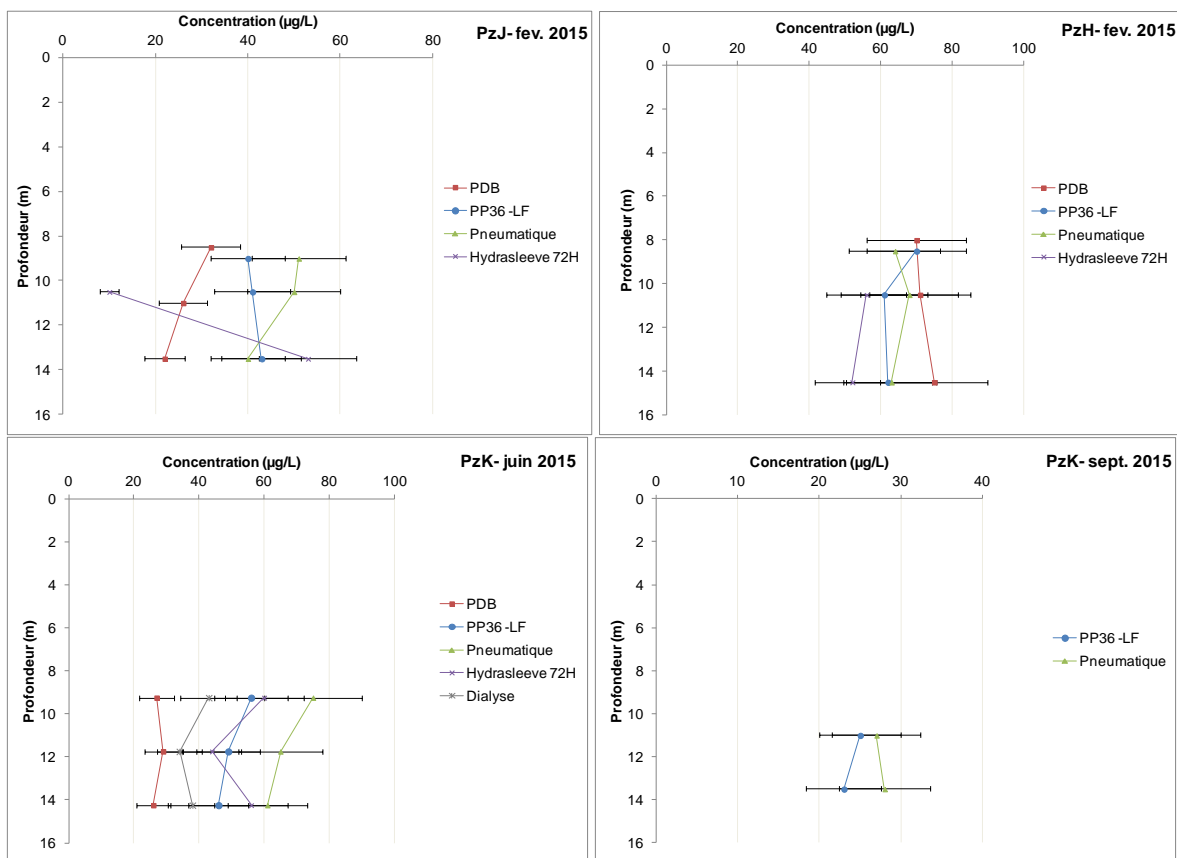 Concentration (µg/L)
PzJ- fev. 2015
0 20 40 60 80
0
2
4
6
8
10
12
14
16
Profondeur (m)
PDB
PP36 -LF
Pneumatique
Hydrasleeve 72H
Concentration (µg/L)
PzH- fev. 2015
0 20 40 60 80 100
0
2
4
6
8
10
12
14
16
Profondeur (m)
PDB
PP36 -LF
Pneumatique
Hydrasleeve 72H
Concentration (µg/L)
PzK- juin 2015
0 20 40 60 80 100
0
2
4
6
8
10
12
14
16
Profondeur (m)
PDB
PP36 -LF
Pneumatique
Hydrasleeve 72H
Dialyse
Concentration (µg/L)
PzK- sept. 2015
0 10 20 30 40
0
2
4
6
8
10
12
14
16
Profondeur (m)
PP36 -LF
Pneumatique